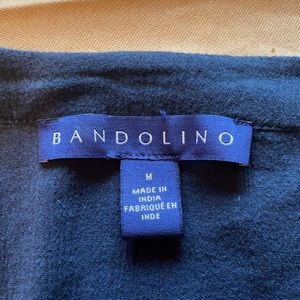 BANDOLINO
M
MADE IN
INDIA
FABRIQUÉ EN
INDE